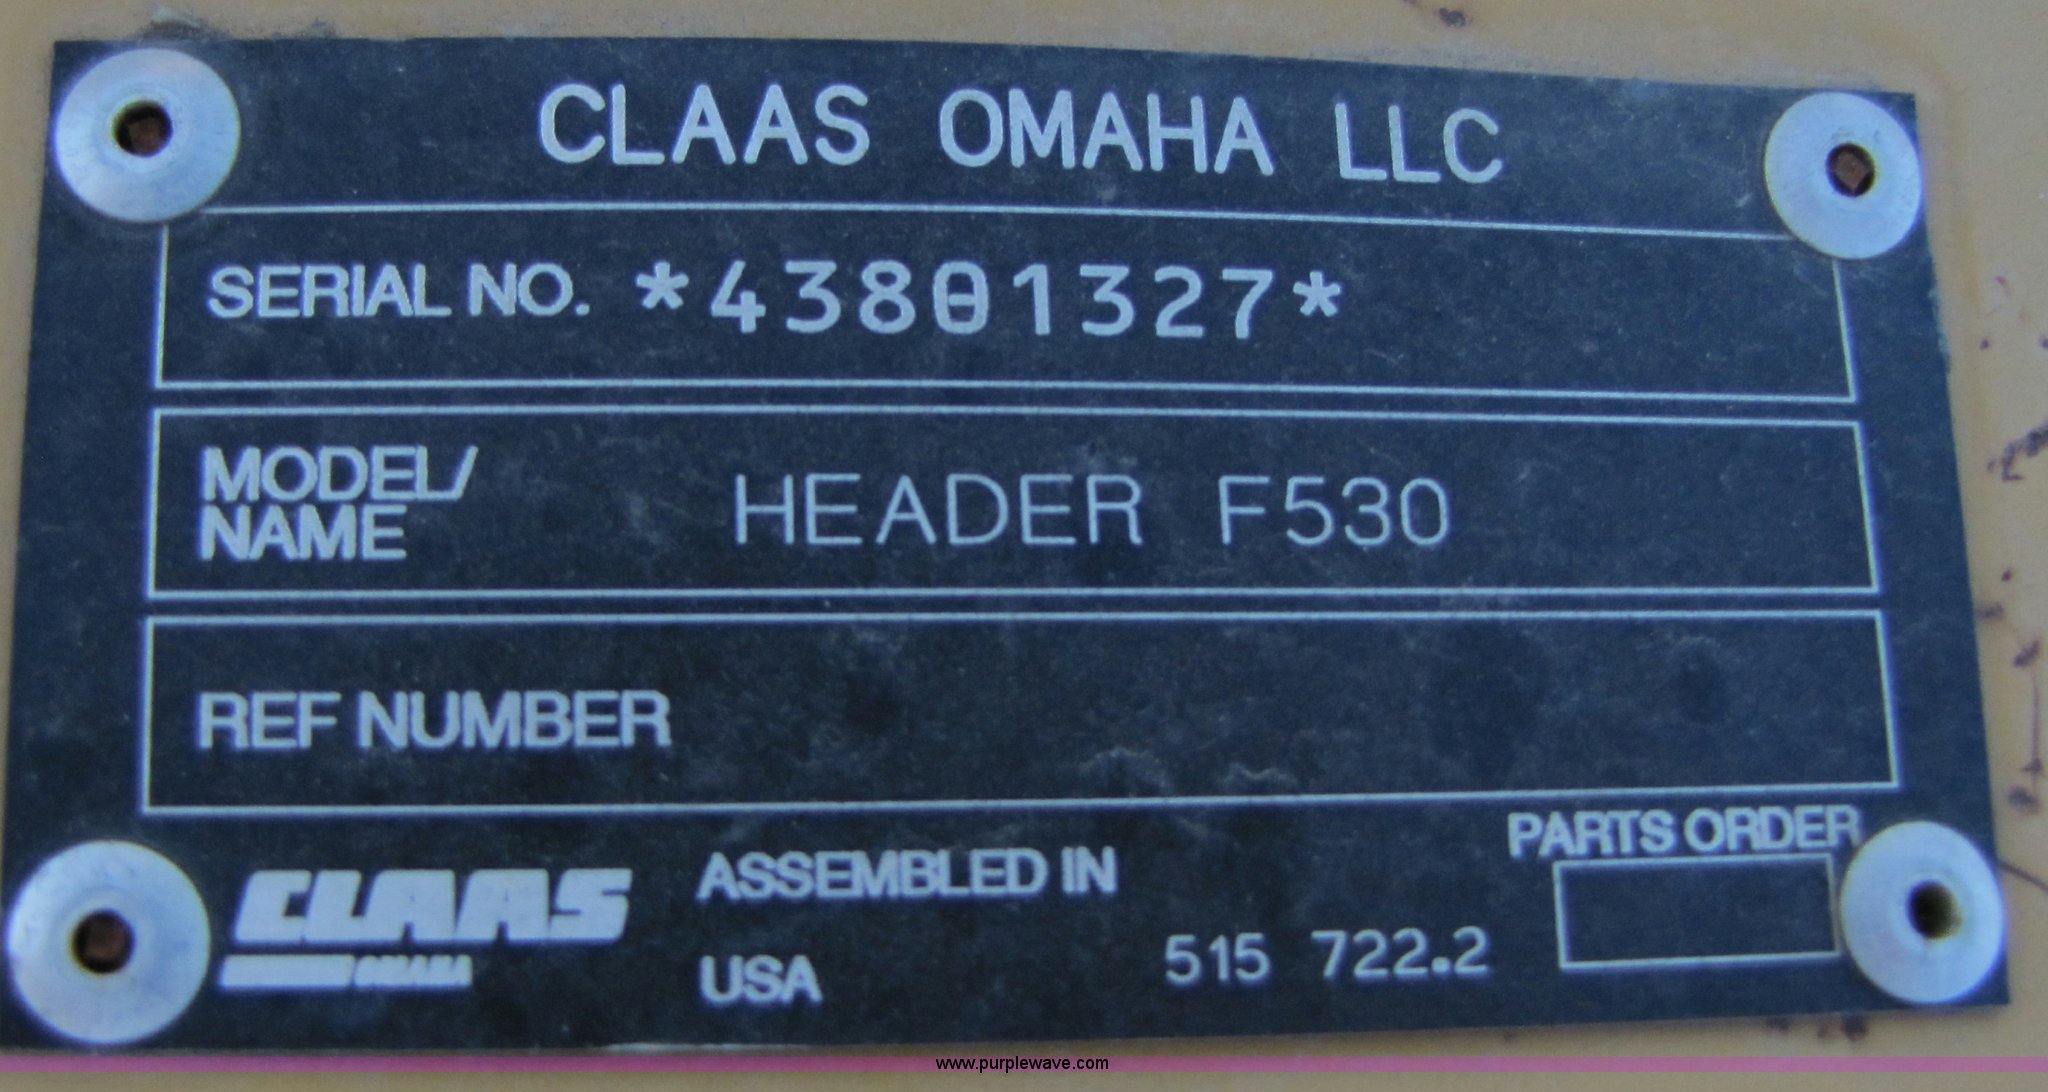 CLAAS OMAHA LLC
SERIAL NO. *43801327*
MODEL/
NAME
HEADER F530
REF NUMBER
PARTS ORDER
CLAAS
OMAHA
ASSEMBLED IN
USA
515 722.2
www.purplewave.com